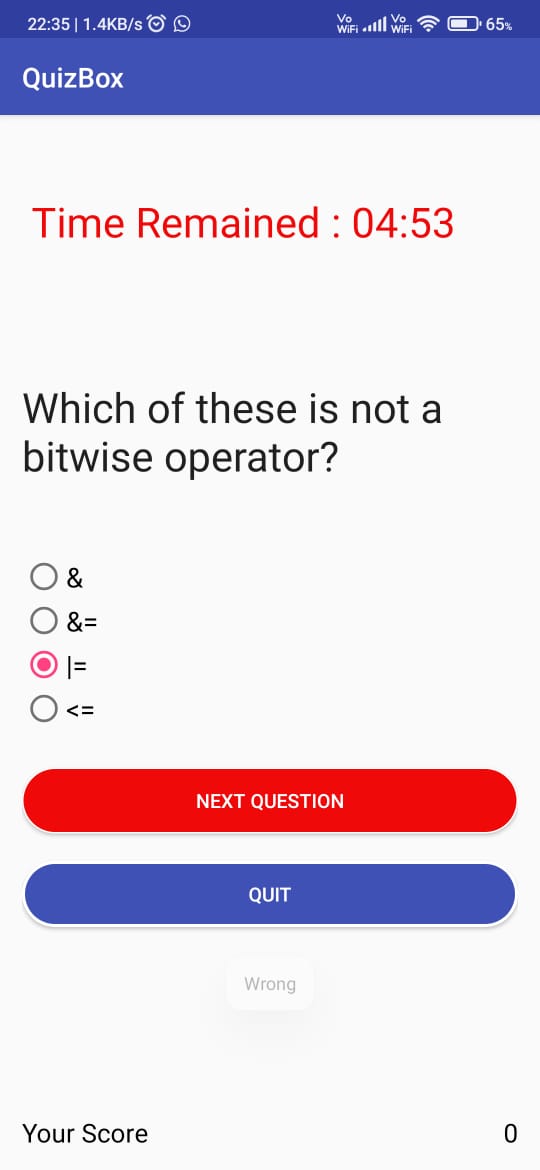 22:35 | 1.4KB/s
Vo WiFi Vo WiFi 65%
QuizBox
Time Remained : 04:53
Which of these is not a
bitwise operator?
&
&=
|=
<=
NEXT QUESTION
QUIT
Wrong
Your Score 0